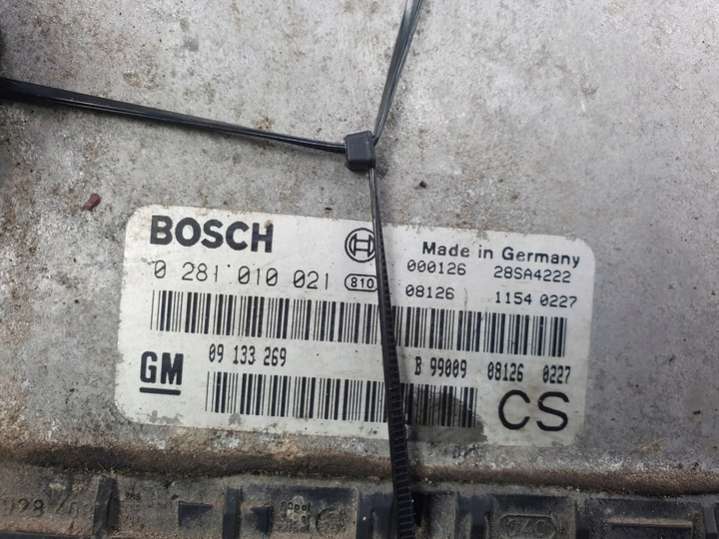 BOSCH
Made in Germany
0 281 010 021 810
000126 28SA4222
08126 1154 0227
GM 09 133 269 B 99009 08126 0227
CS